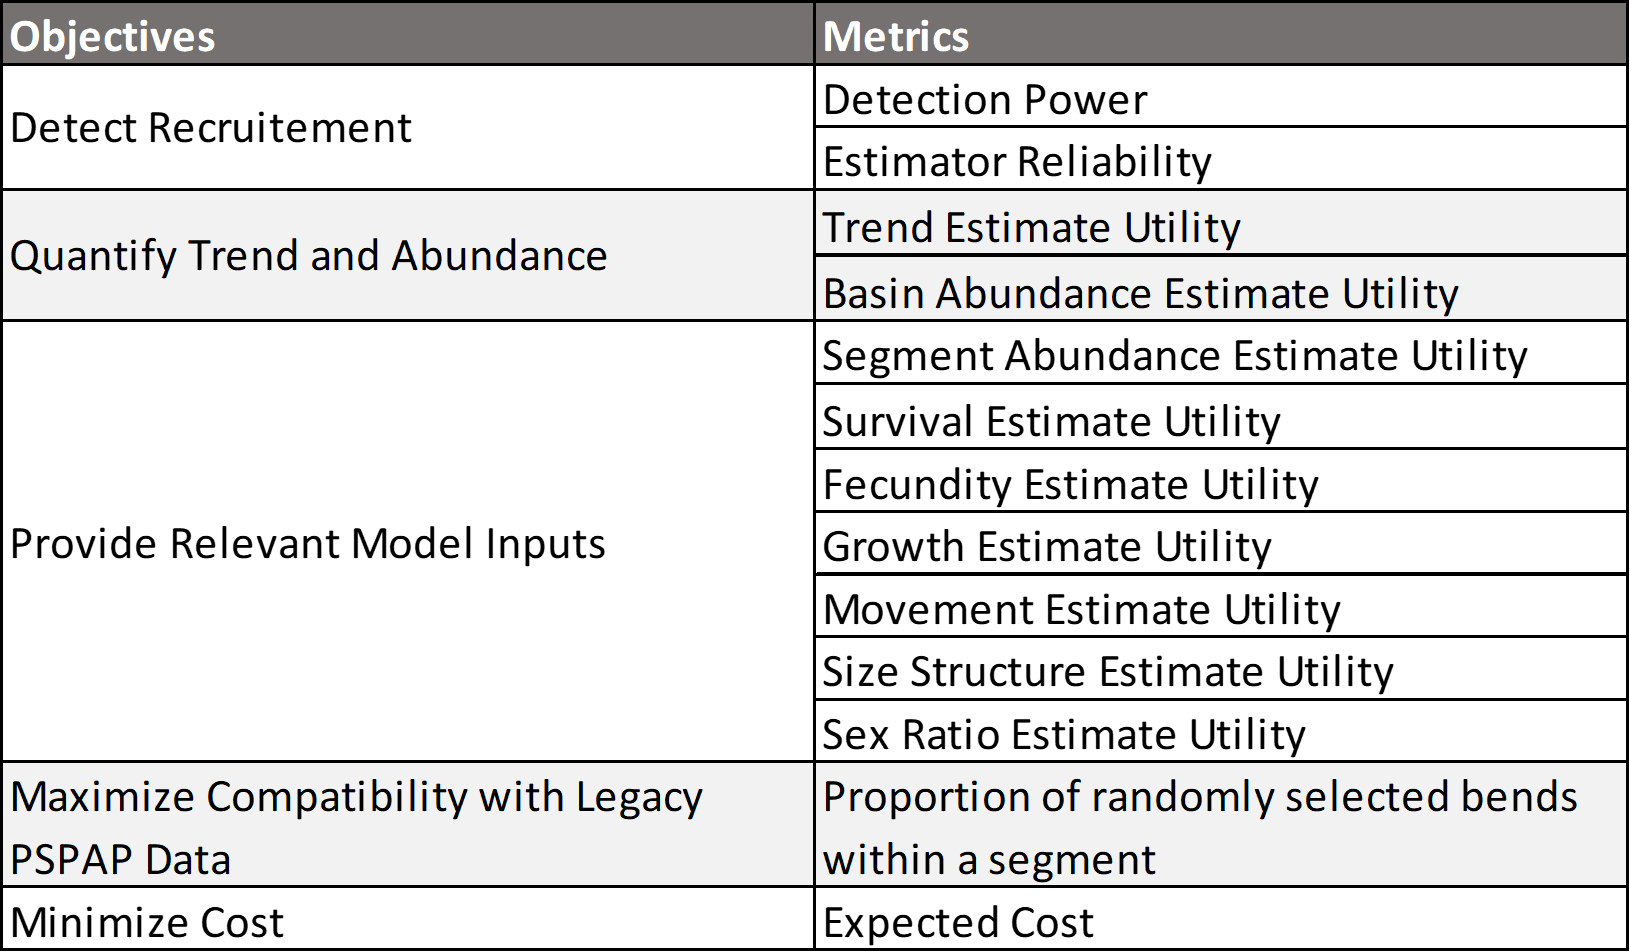 Objectives
Metrics
Detect Recruitement
Detection Power
Estimator Reliability
Quantify Trend and Abundance
Trend Estimate Utility
Basin Abundance Estimate Utility
Provide Relevant Model Inputs
Segment Abundance Estimate Utility
Survival Estimate Utility
Fecundity Estimate Utility
Growth Estimate Utility
Movement Estimate Utility
Size Structure Estimate Utility
Sex Ratio Estimate Utility
Maximize Compatibility with Legacy
PSPAP Data
Proportion of randomly selected bends
within a segment
Minimize Cost
Expected Cost